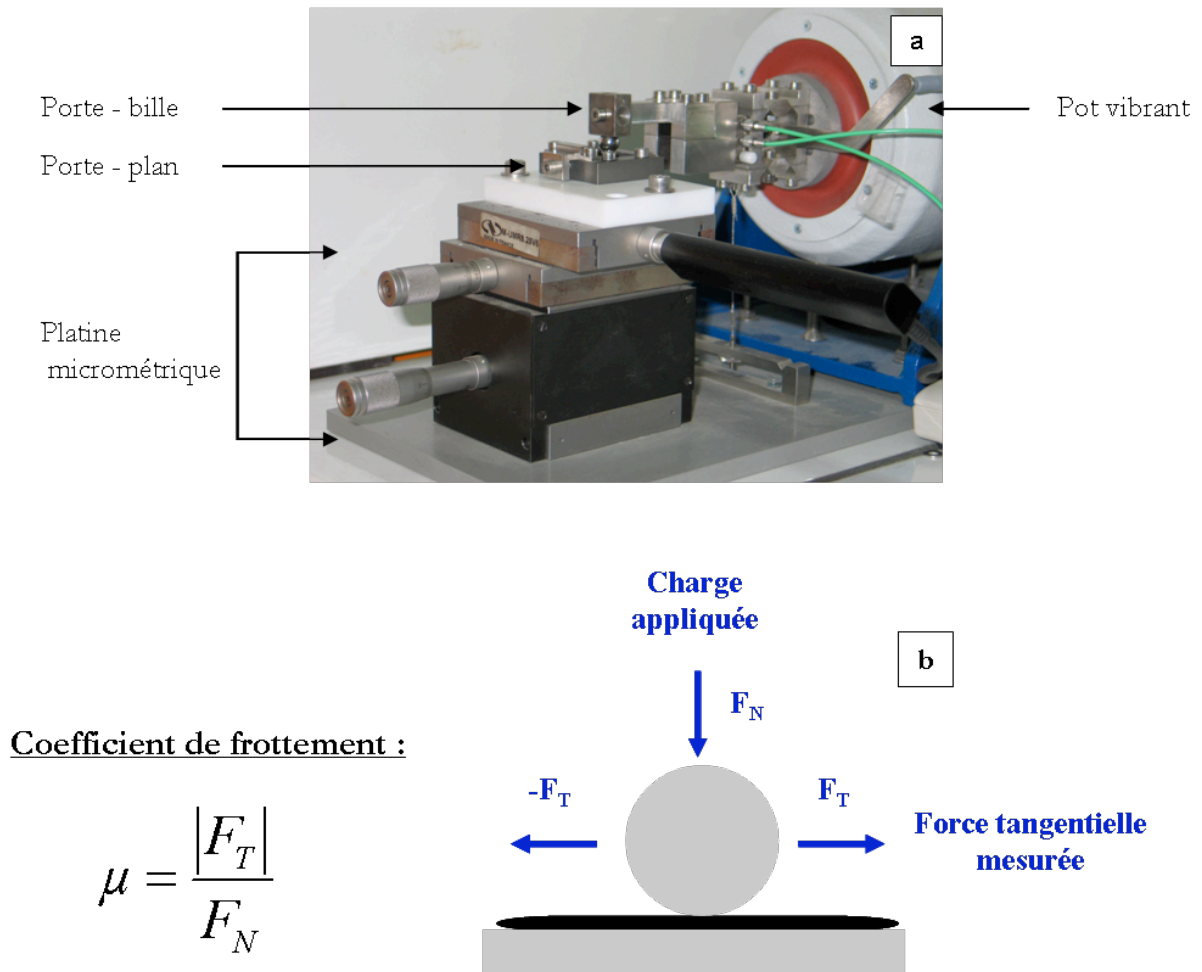 a
Porte - bille
Pot vibrant
Porte - plan
Platine
micrométrique
Charge
appliquée
b
F_N
Coefficient de frottement :
-F_T
F_T
Force tangentielle
mesurée
μ = |F_T| / F_N